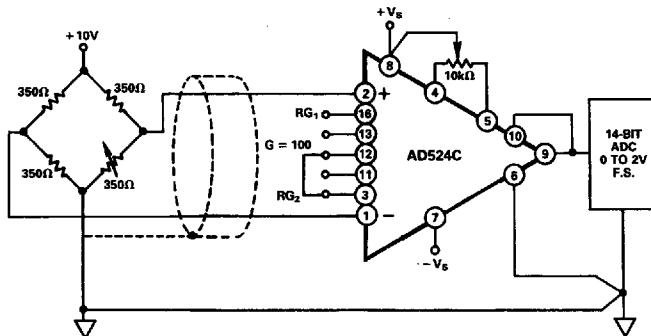 +10V
350Ω
350Ω
350Ω
350Ω
RG₁
G = 100
RG₂
+Vs
10kΩ
8
2
+
4
16
13
5
10
12
AD524C
9
11
6
3
1
−
7
−Vs
14-BIT
ADC
0 TO 2V
F.S.